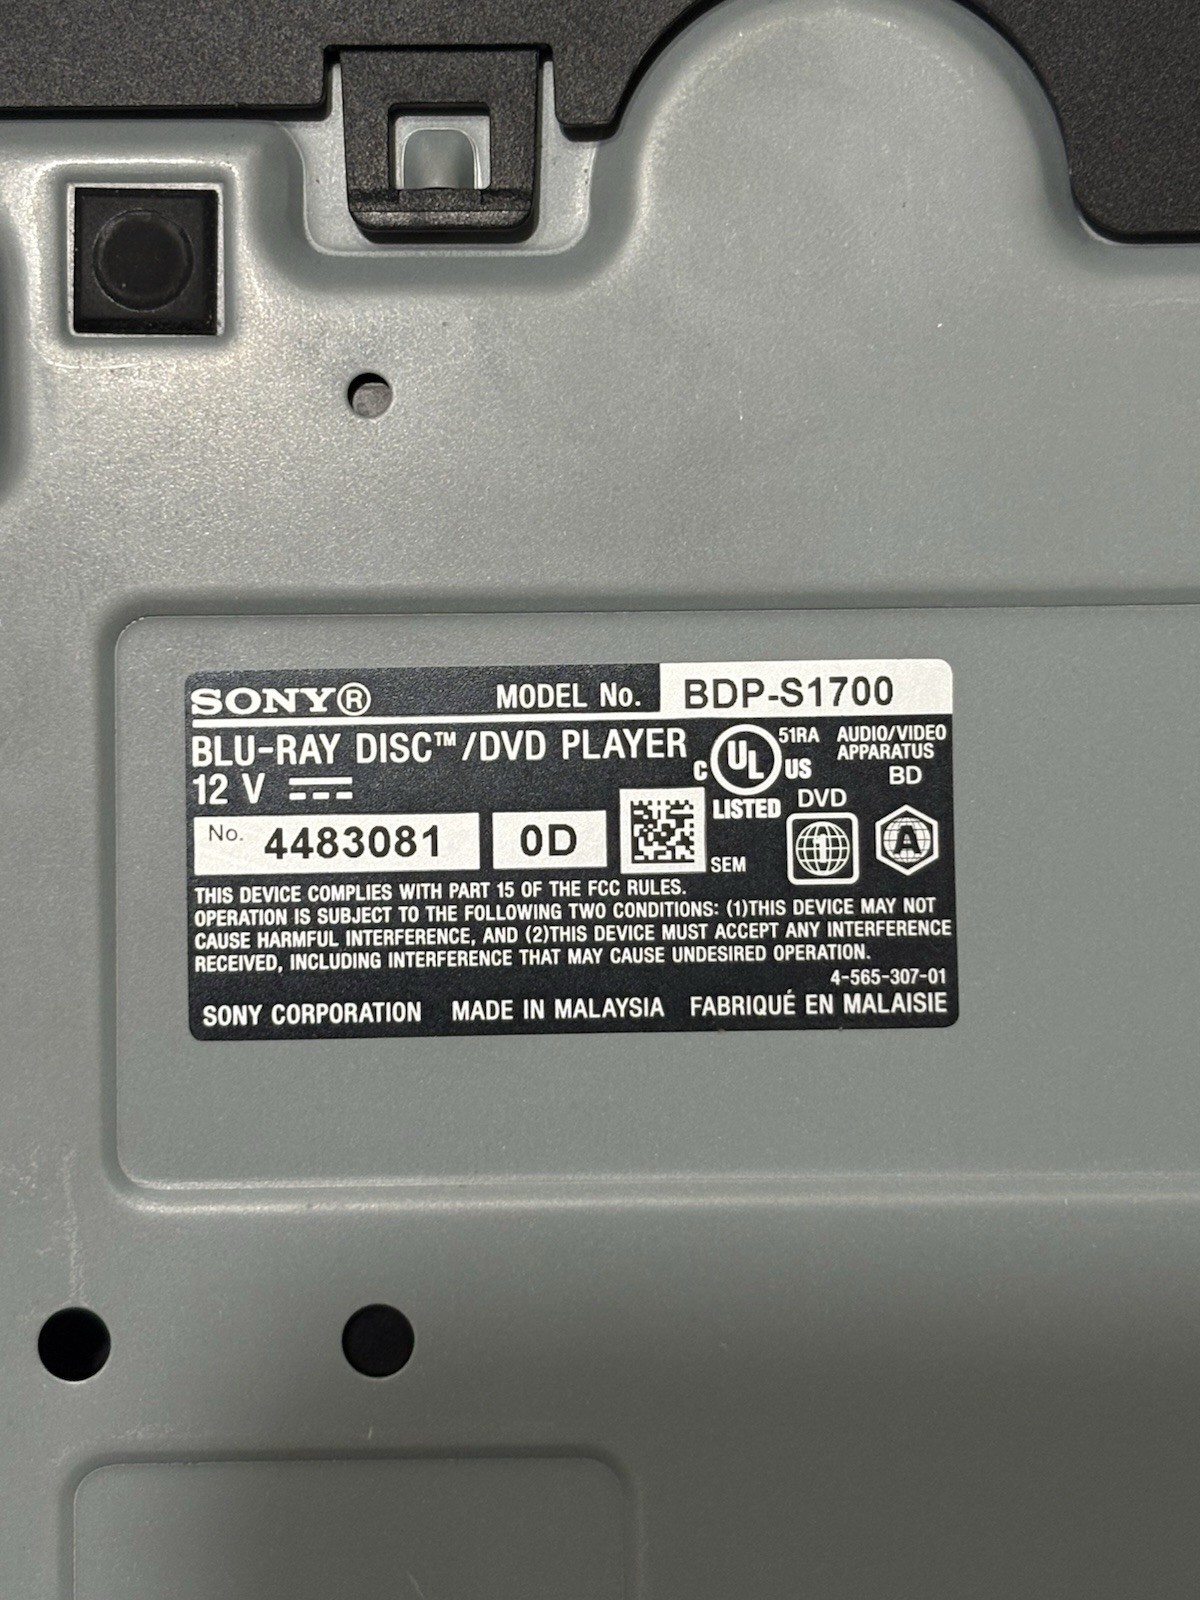 SONY® MODEL No. BDP-S1700
BLU-RAY DISC™/DVD PLAYER
12 V
C UL US 51RA
LISTED
AUDIO/VIDEO
APPARATUS
BD
DVD
No. 4483081 0D
SEM
1
A
THIS DEVICE COMPLIES WITH PART 15 OF THE FCC RULES.
OPERATION IS SUBJECT TO THE FOLLOWING TWO CONDITIONS: (1)THIS DEVICE MAY NOT
CAUSE HARMFUL INTERFERENCE, AND (2)THIS DEVICE MUST ACCEPT ANY INTERFERENCE
RECEIVED, INCLUDING INTERFERENCE THAT MAY CAUSE UNDESIRED OPERATION.
4-565-307-01
SONY CORPORATION MADE IN MALAYSIA FABRIQUÉ EN MALAISIE